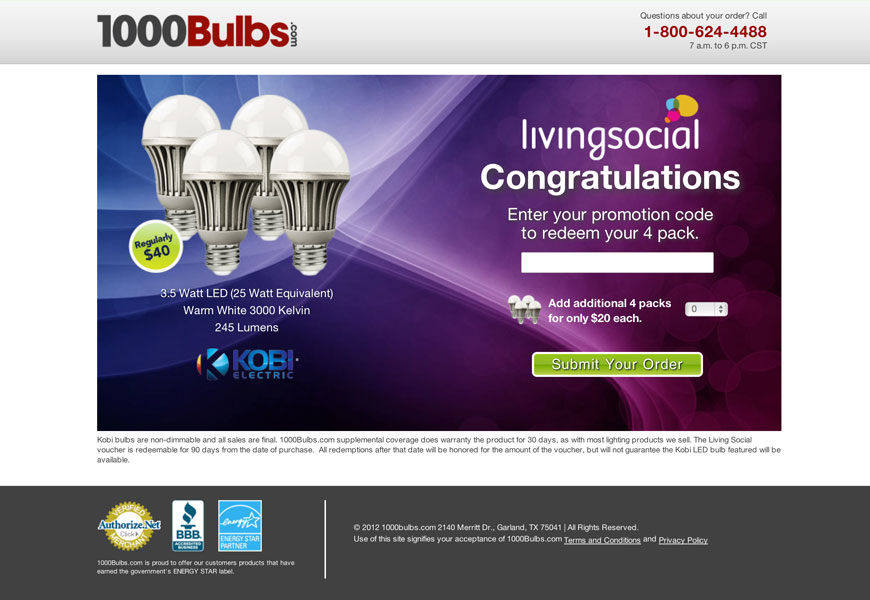 1000Bulbs.com
Questions about your order? Call
1-800-624-4488
7 a.m. to 6 p.m. CST
Regularly
$40
3.5 Watt LED (25 Watt Equivalent)
Warm White 3000 Kelvin
245 Lumens
KOBI
ELECTRIC
livingsocial
Congratulations
Enter your promotion code
to redeem your 4 pack.
Add additional 4 packs
for only $20 each.
0
Submit Your Order
Kobi bulbs are non-dimmable and all sales are final. 1000Bulbs.com supplemental coverage does warranty the product for 30 days, as with most lighting products we sell. The Living Social
voucher is redeemable for 90 days from the date of purchase. All redemptions after that date will be honored for the amount of the voucher, but will not guarantee the Kobi LED bulb featured will be
available.
VERIFIED
Authorize.Net
Click
MERCHANT
BBB
ACCREDITED
BUSINESS
energy
ENERGY STAR
PARTNER
1000Bulbs.com is proud to offer our customers products that have
earned the government's ENERGY STAR label.
© 2012 1000bulbs.com 2140 Merritt Dr., Garland, TX 75041 | All Rights Reserved.
Use of this site signifies your acceptance of 1000Bulbs.com Terms and Conditions and Privacy Policy